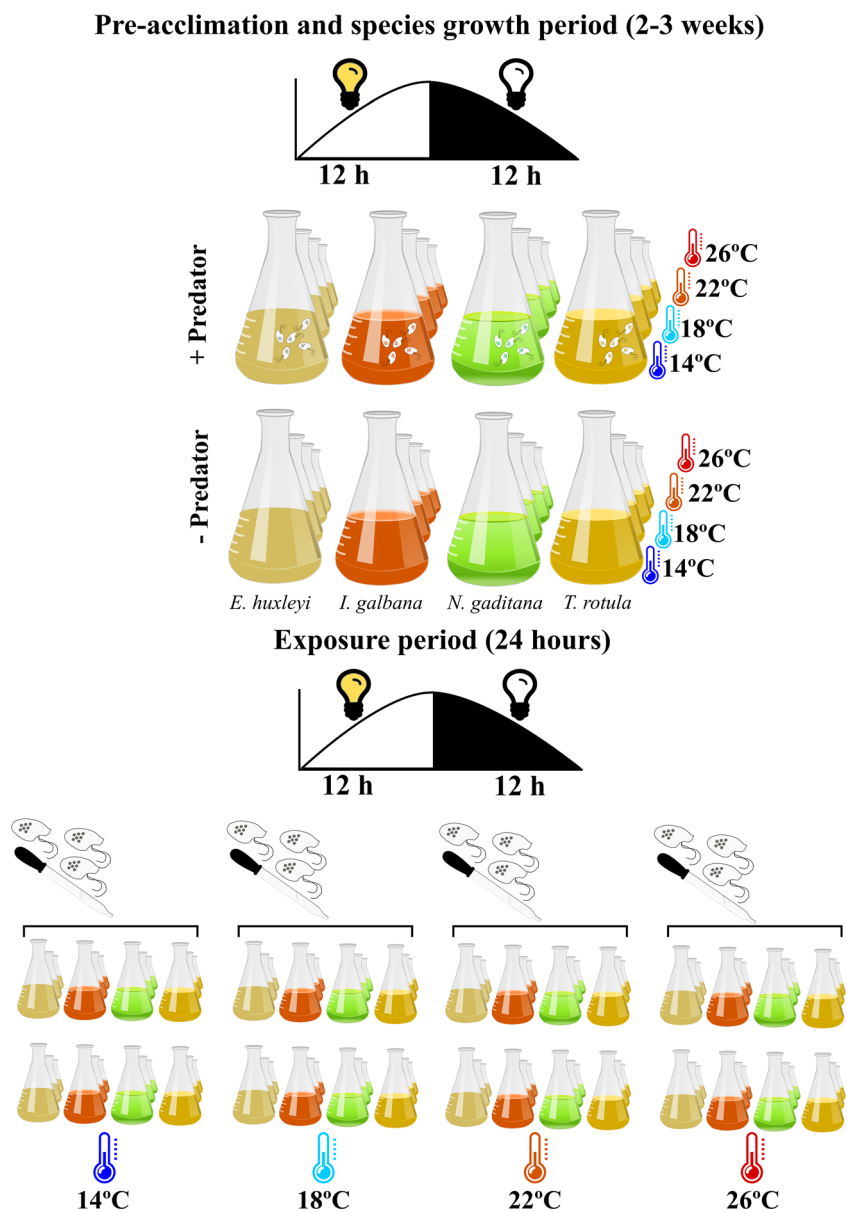 Pre-acclimation and species growth period (2-3 weeks)
12 h 12 h
+ Predator
26ºC
22ºC
18ºC
14ºC
- Predator
26ºC
22ºC
18ºC
14ºC
E. huxleyi I. galbana N. gaditana T. rotula
Exposure period (24 hours)
12 h 12 h
14ºC 18ºC 22ºC 26ºC